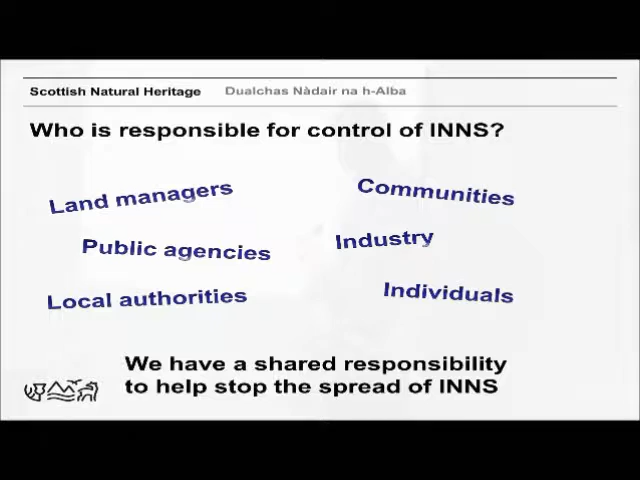 Scottish Natural Heritage Dualchas Nàdair na h-Alba
Who is responsible for control of INNS?
Land managers
Communities
Public agencies
Industry
Local authorities
Individuals
We have a shared responsibility
to help stop the spread of INNS